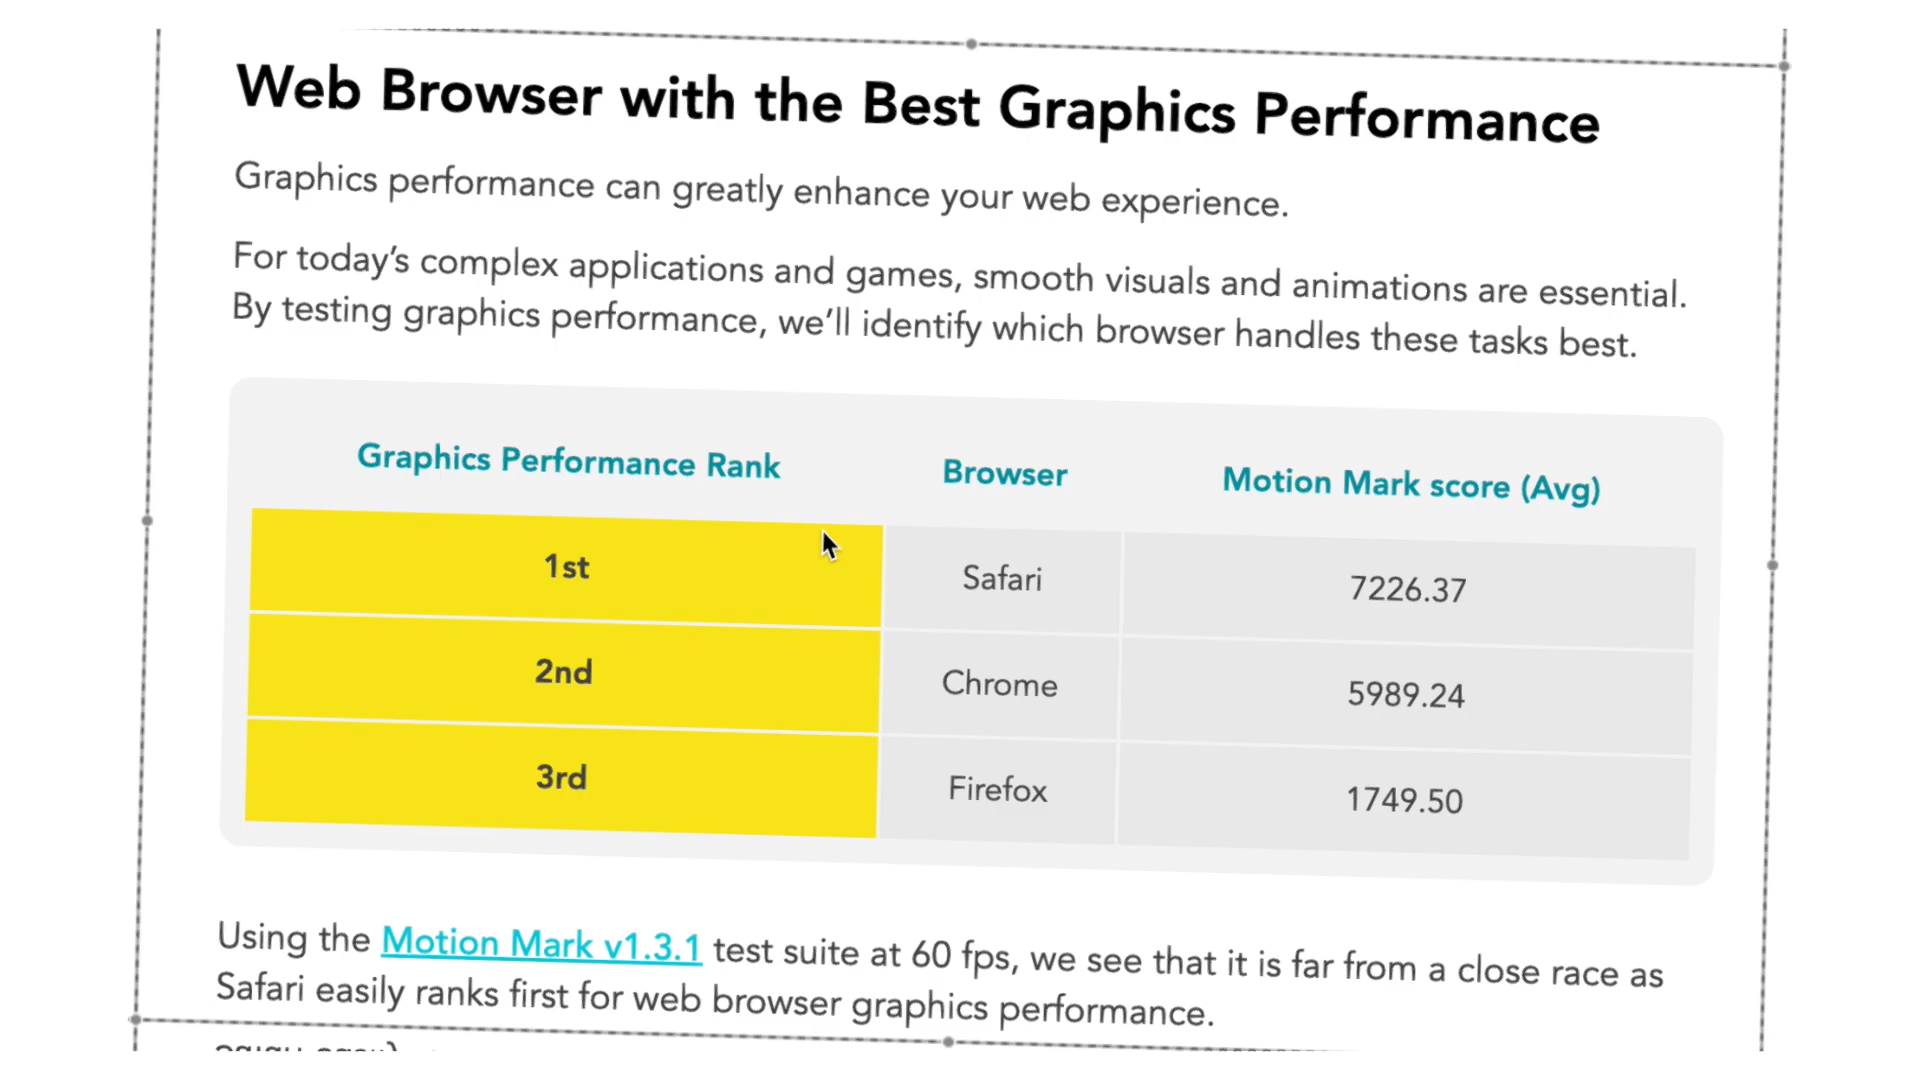 Web Browser with the Best Graphics Performance
Graphics performance can greatly enhance your web experience.
For today’s complex applications and games, smooth visuals and animations are essential.
By testing graphics performance, we’ll identify which browser handles these tasks best.
Graphics Performance Rank Browser Motion Mark score (Avg)
1st Safari 7226.37
2nd Chrome 5989.24
3rd Firefox 1749.50
Using the Motion Mark v1.3.1 test suite at 60 fps, we see that it is far from a close race as
Safari easily ranks first for web browser graphics performance.